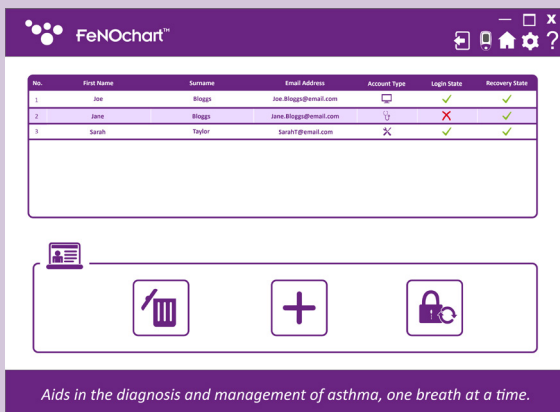 FeNOchart™
No. First Name Surname Email Address Account Type Login State Recovery State
1 Joe Bloggs Joe.Bloggs@email.com
2 Jane Bloggs Jane.Bloggs@email.com
3 Sarah Taylor SarahT@email.com
Aids in the diagnosis and management of asthma, one breath at a time.